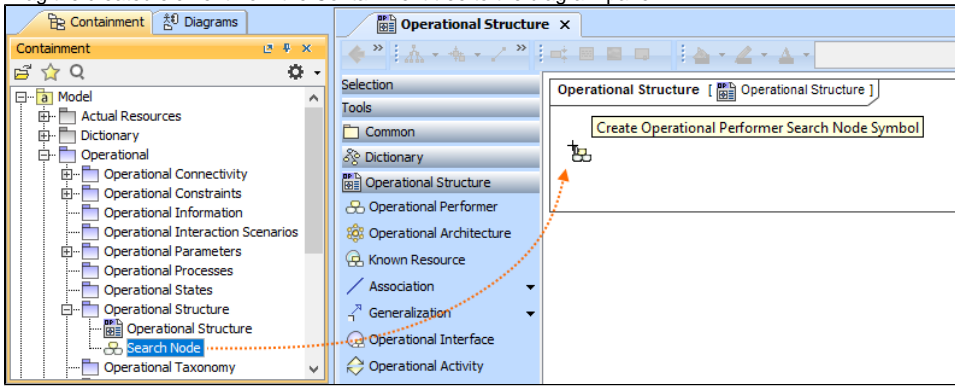 Containment
Diagrams
Containment
Model
Actual Resources
Dictionary
Operational
Operational Connectivity
Operational Constraints
Operational Information
Operational Interaction Scenarios
Operational Parameters
Operational Processes
Operational States
Operational Structure
Operational Structure
Search Node
Operational Taxonomy
Operational Structure
Selection
Tools
Common
Dictionary
Operational Structure
Operational Performer
Operational Architecture
Known Resource
Association
Generalization
Operational Interface
Operational Activity
Operational Structure [ Operational Structure ]
Create Operational Performer Search Node Symbol